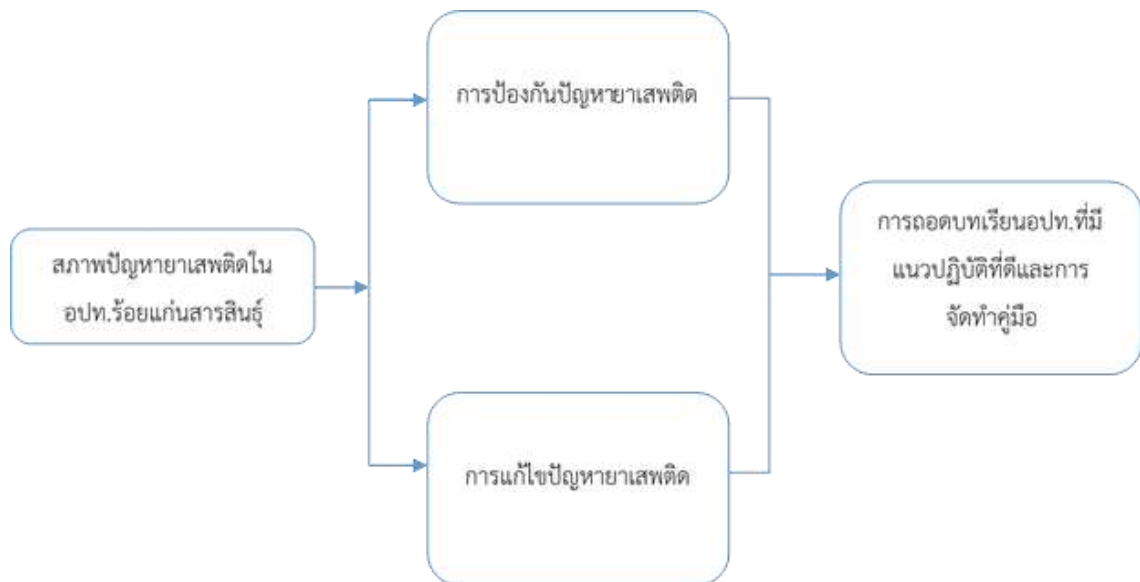 การป้องกันปัญหายาเสพติด
สภาพปัญหายาเสพติดใน
อปท.ร้อยแก่นสารสินธุ์
การถอดบทเรียนอปท.ที่มี
แนวปฏิบัติที่ดีและการ
จัดทำคู่มือ
การแก้ไขปัญหายาเสพติด